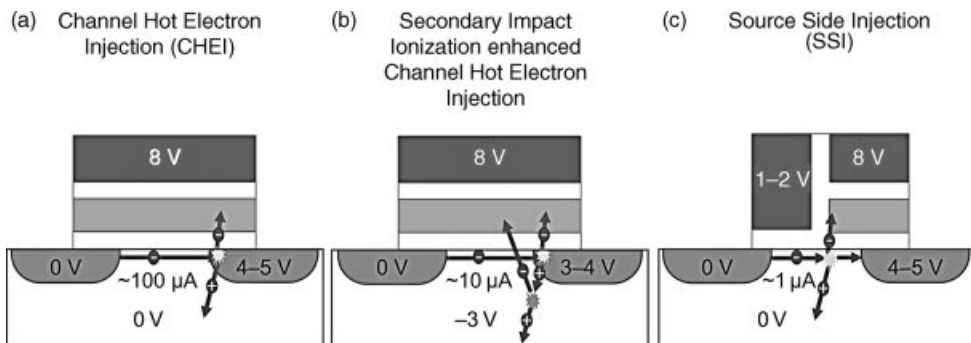 (a) Channel Hot Electron
Injection (CHEI)
8 V
0 V
4–5 V
~100 μA
0 V
(b) Secondary Impact
Ionization enhanced
Channel Hot Electron
Injection
8 V
0 V
3–4 V
~10 μA
–3 V
(c) Source Side Injection
(SSI)
1–2 V
8 V
0 V
4–5 V
~1 μA
0 V